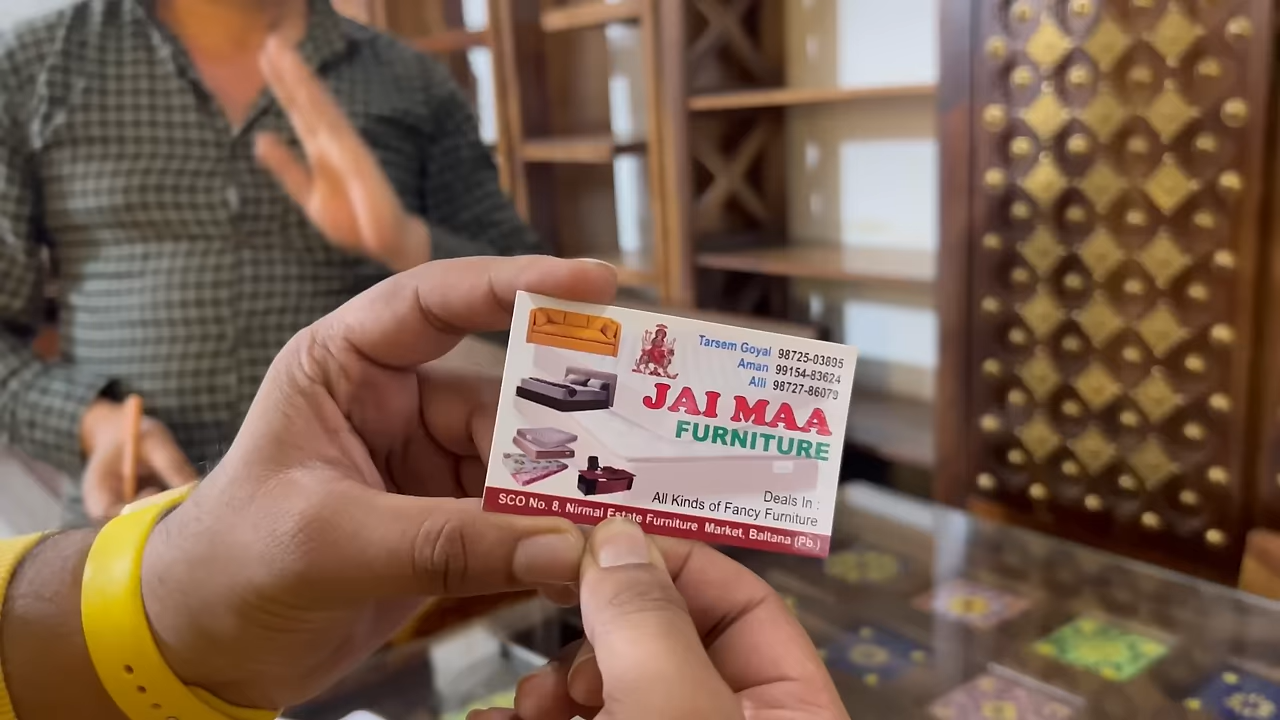 Tarsem Goyal 98725-03895
Aman 99154-83624
Alli 98727-86079
JAI MAA
FURNITURE
Deals In :
All Kinds of Fancy Furniture
SCO No. 8, Nirmal Estate Furniture Market, Baltana (Pb.)